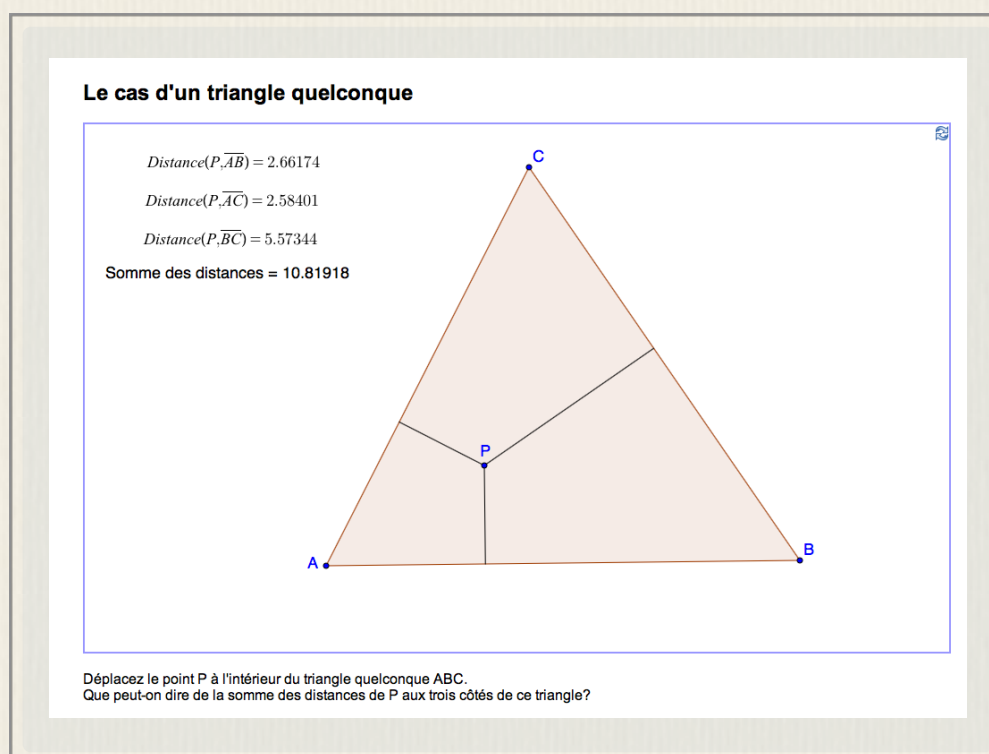 Le cas d'un triangle quelconque
Distance(P,AB) = 2.66174
Distance(P,AC) = 2.58401
Distance(P,BC) = 5.57344
Somme des distances = 10.81918
C
P
A
B
Déplacez le point P à l'intérieur du triangle quelconque ABC.
Que peut-on dire de la somme des distances de P aux trois côtés de ce triangle?